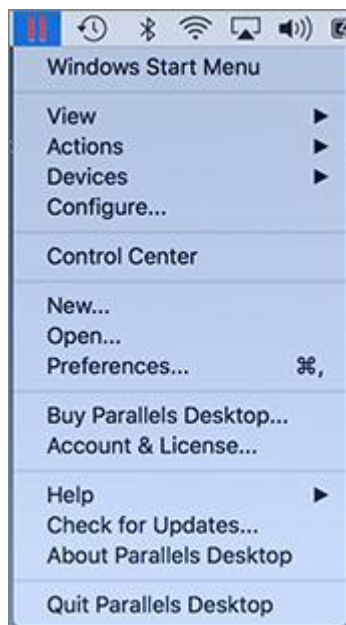 Windows Start Menu
View
Actions
Devices
Configure...
Control Center
New...
Open...
Preferences... ⌘,
Buy Parallels Desktop...
Account & License...
Help
Check for Updates...
About Parallels Desktop
Quit Parallels Desktop